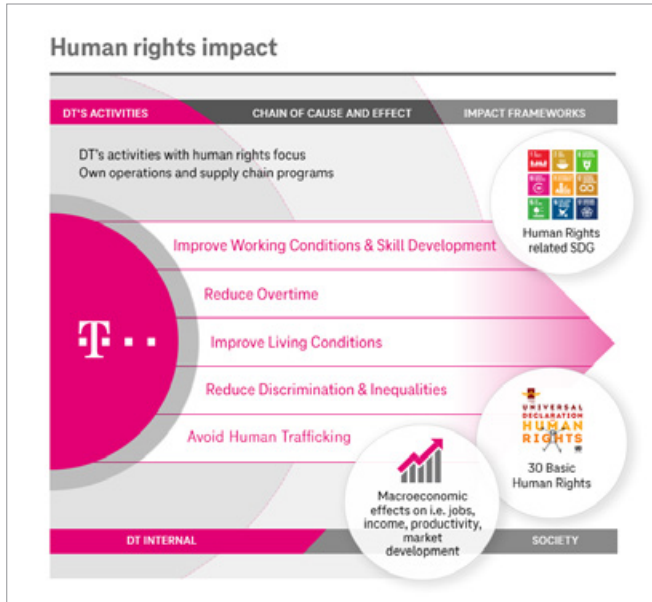 Human rights impact
DT'S ACTIVITIES
CHAIN OF CAUSE AND EFFECT
IMPACT FRAMEWORKS
DT's activities with human rights focus
Own operations and supply chain programs
Human Rights
related SDG
Improve Working Conditions & Skill Development
Reduce Overtime
T
Improve Living Conditions
Reduce Discrimination & Inequalities
Avoid Human Trafficking
UNIVERSAL
DECLARATION
HUMAN
RIGHTS
30 Basic
Human Rights
Macroeconomic
effects on i.e. jobs,
income, productivity,
market
development
DT INTERNAL
SOCIETY